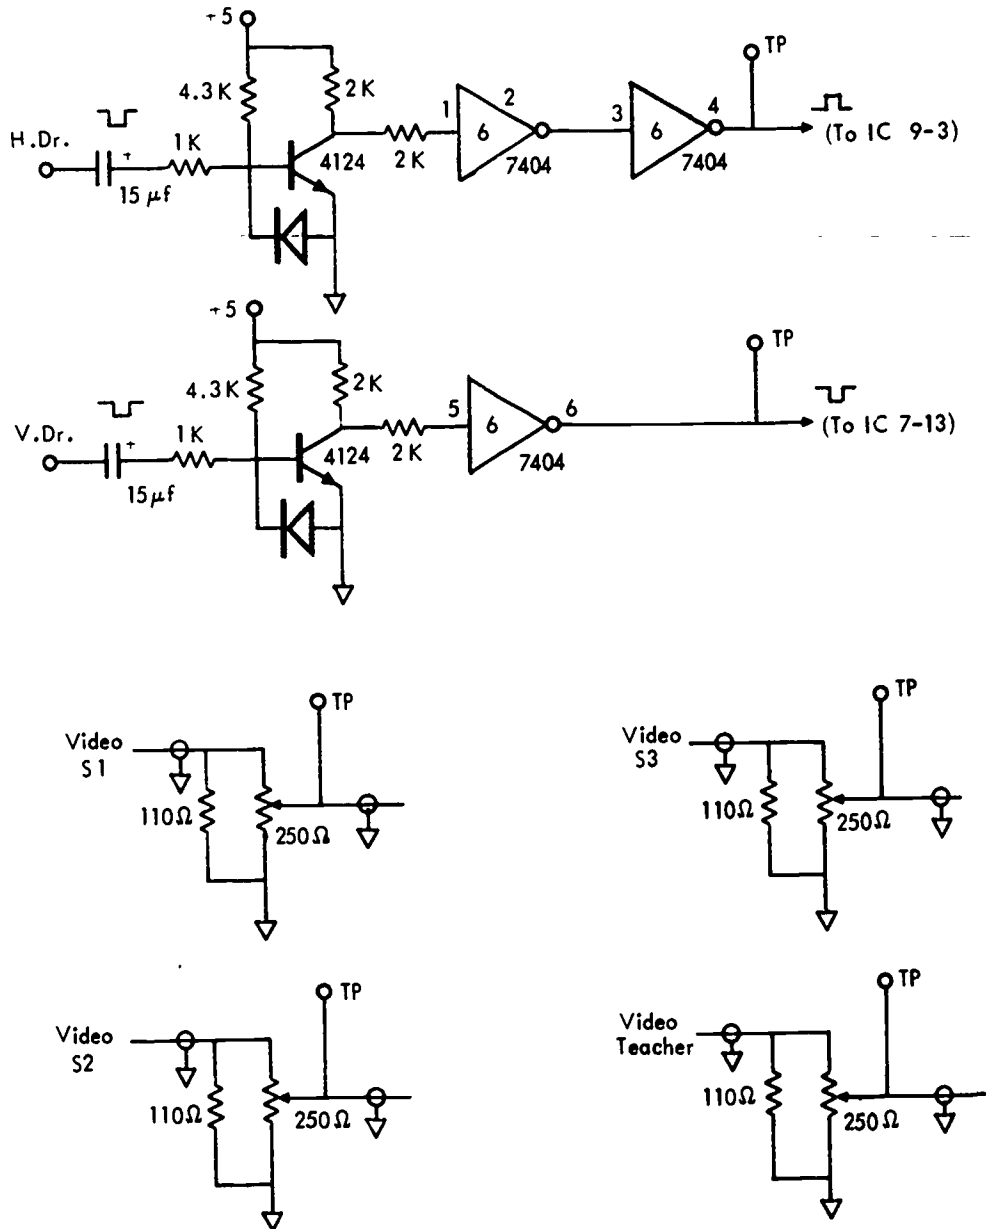 +5
4.3K
2K
H.Dr.
+
15 µf
1K
4124
2K
1
6
2
7404
3
6
4
7404
TP
(To IC 9-3)
+5
4.3K
2K
V.Dr.
+
15 µf
1K
4124
2K
5
6
6
7404
TP
(To IC 7-13)
Video
S1
110Ω
250Ω
TP
Video
S3
110Ω
250Ω
TP
Video
S2
110Ω
250Ω
TP
Video
Teacher
110Ω
250Ω
TP